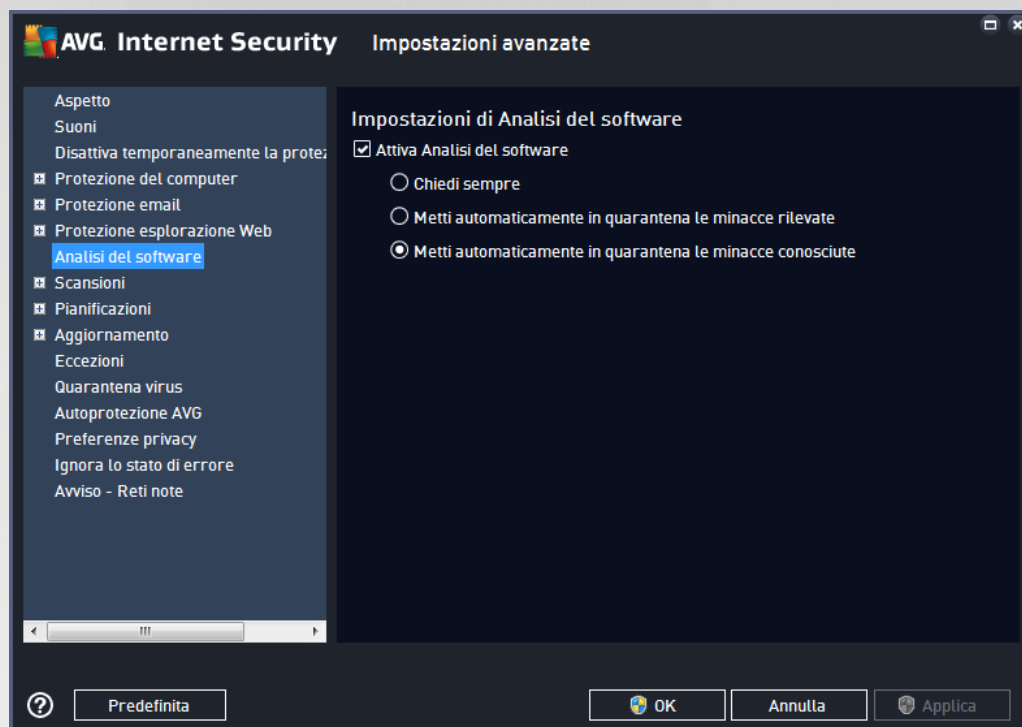 AVG Internet Security Impostazioni avanzate
Aspetto
Suoni
Disattiva temporaneamente la protez
Protezione del computer
Protezione email
Protezione esplorazione Web
Analisi del software
Scansioni
Pianificazioni
Aggiornamento
Eccezioni
Quarantena virus
Autoprotezione AVG
Preferenze privacy
Ignora lo stato di errore
Avviso - Reti note
Impostazioni di Analisi del software
Attiva Analisi del software
Chiedi sempre
Metti automaticamente in quarantena le minacce rilevate
Metti automaticamente in quarantena le minacce conosciute
Predefinita
OK
Annulla
Applica